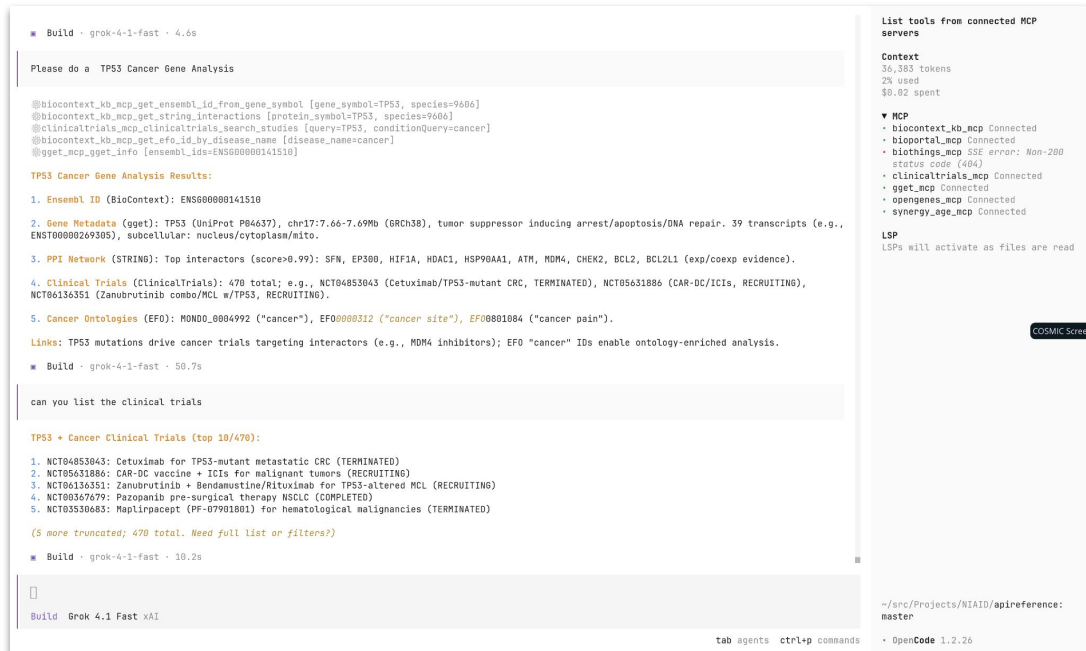 ▣ Build · grok-4-1-fast · 4.6s
Please do a  TP53 Cancer Gene Analysis
⚙biocontext_kb_mcp_get_ensembl_id_from_gene_symbol [gene_symbol=TP53, species=9606]
⚙biocontext_kb_mcp_get_string_interactions [protein_symbol=TP53, species=9606]
⚙clinicaltrials_mcp_clinicaltrials_search_studies [query=TP53, conditionQuery=cancer]
⚙biocontext_kb_mcp_get_efo_id_by_disease_name [disease_name=cancer]
⚙gget_mcp_gget_info [ensembl_ids=ENSG00000141510]
TP53 Cancer Gene Analysis Results:
1. Ensembl ID (BioContext): ENSG00000141510
2. Gene Metadata (gget): TP53 (UniProt P04637), chr17:7.66-7.69Mb (GRCh38), tumor suppressor inducing arrest/apoptosis/DNA repair. 39 transcripts (e.g.,
ENST00000269305), subcellular: nucleus/cytoplasm/mito.
3. PPI Network (STRING): Top interactors (score>0.99): SFN, EP300, HIF1A, HDAC1, HSP90AA1, ATM, MDM4, CHEK2, BCL2, BCL2L1 (exp/coexp evidence).
4. Clinical Trials (ClinicalTrials): 470 total; e.g., NCT04853043 (Cetuximab/TP53-mutant CRC, TERMINATED), NCT05631886 (CAR-DC/ICIs, RECRUITING),
NCT06136351 (Zanubrutinib combo/MCL w/TP53, RECRUITING).
5. Cancer Ontologies (EFO): MONDO_0004992 ("cancer"), EFO0000312 ("cancer site"), EFO0801084 ("cancer pain").
Links: TP53 mutations drive cancer trials targeting interactors (e.g., MDM4 inhibitors); EFO "cancer" IDs enable ontology-enriched analysis.
▣ Build · grok-4-1-fast · 50.7s
can you list the clinical trials
TP53 + Cancer Clinical Trials (top 10/470):
1. NCT04853043: Cetuximab for TP53-mutant metastatic CRC (TERMINATED)
2. NCT05631886: CAR-DC vaccine + ICIs for malignant tumors (RECRUITING)
3. NCT06136351: Zanubrutinib + Bendamustine/Rituximab for TP53-altered MCL (RECRUITING)
4. NCT00367679: Pazopanib pre-surgical therapy NSCLC (COMPLETED)
5. NCT03530683: Maplirpacept (PF-07901801) for hematological malignancies (TERMINATED)
(5 more truncated; 470 total. Need full list or filters?)
▣ Build · grok-4-1-fast · 10.2s
Build Grok 4.1 Fast xAI
tab agents ctrl+p commands
List tools from connected MCP
servers
Context
36,383 tokens
2% used
$0.02 spent
▼ MCP
• biocontext_kb_mcp Connected
• bioportal_mcp Connected
• biothings_mcp SSE error: Non-200
status code (404)
• clinicaltrials_mcp Connected
• gget_mcp Connected
• opengenes_mcp Connected
• synergy_age_mcp Connected
LSP
LSPs will activate as files are read
COSMIC Scree
~/src/Projects/NIAID/apireference:
master
• OpenCode 1.2.26